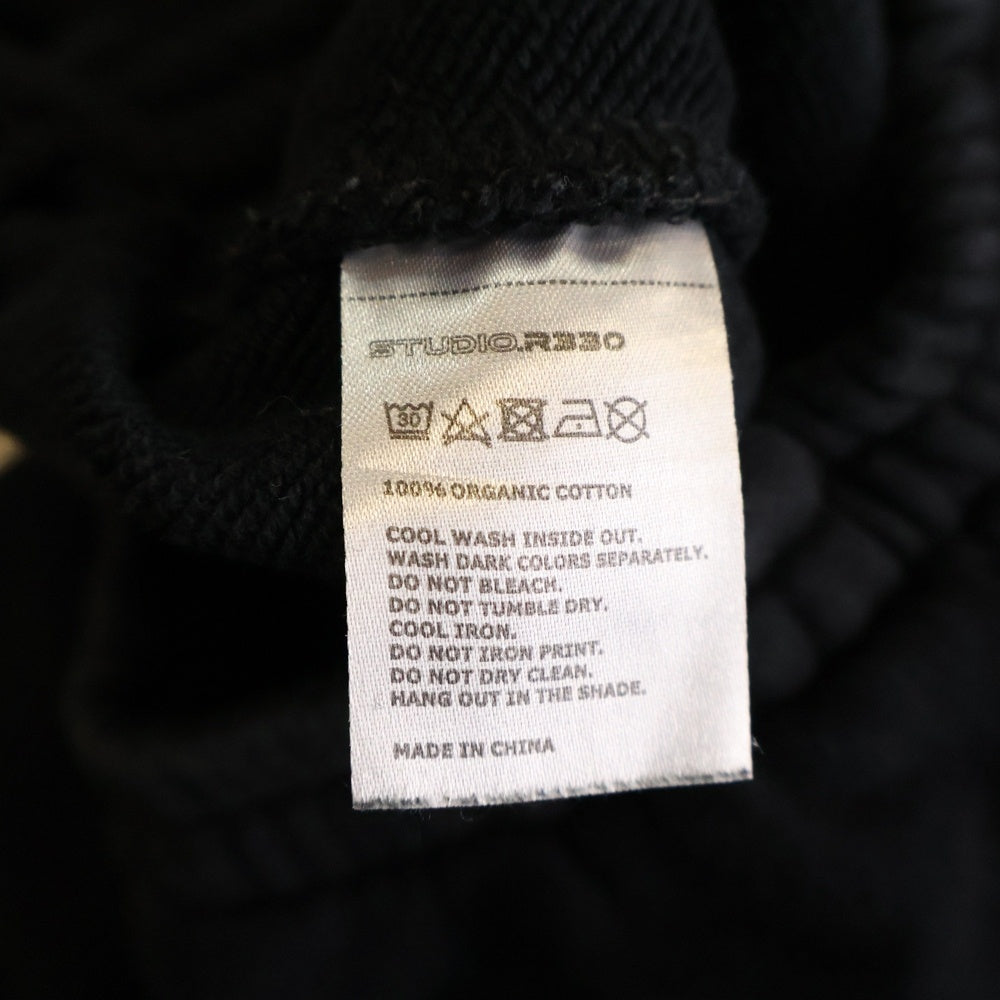 STUDIO.R330
30
100% ORGANIC COTTON
COOL WASH INSIDE OUT.
WASH DARK COLORS SEPARATELY.
DO NOT BLEACH.
DO NOT TUMBLE DRY.
COOL IRON.
DO NOT IRON PRINT.
DO NOT DRY CLEAN.
HANG OUT IN THE SHADE.
MADE IN CHINA